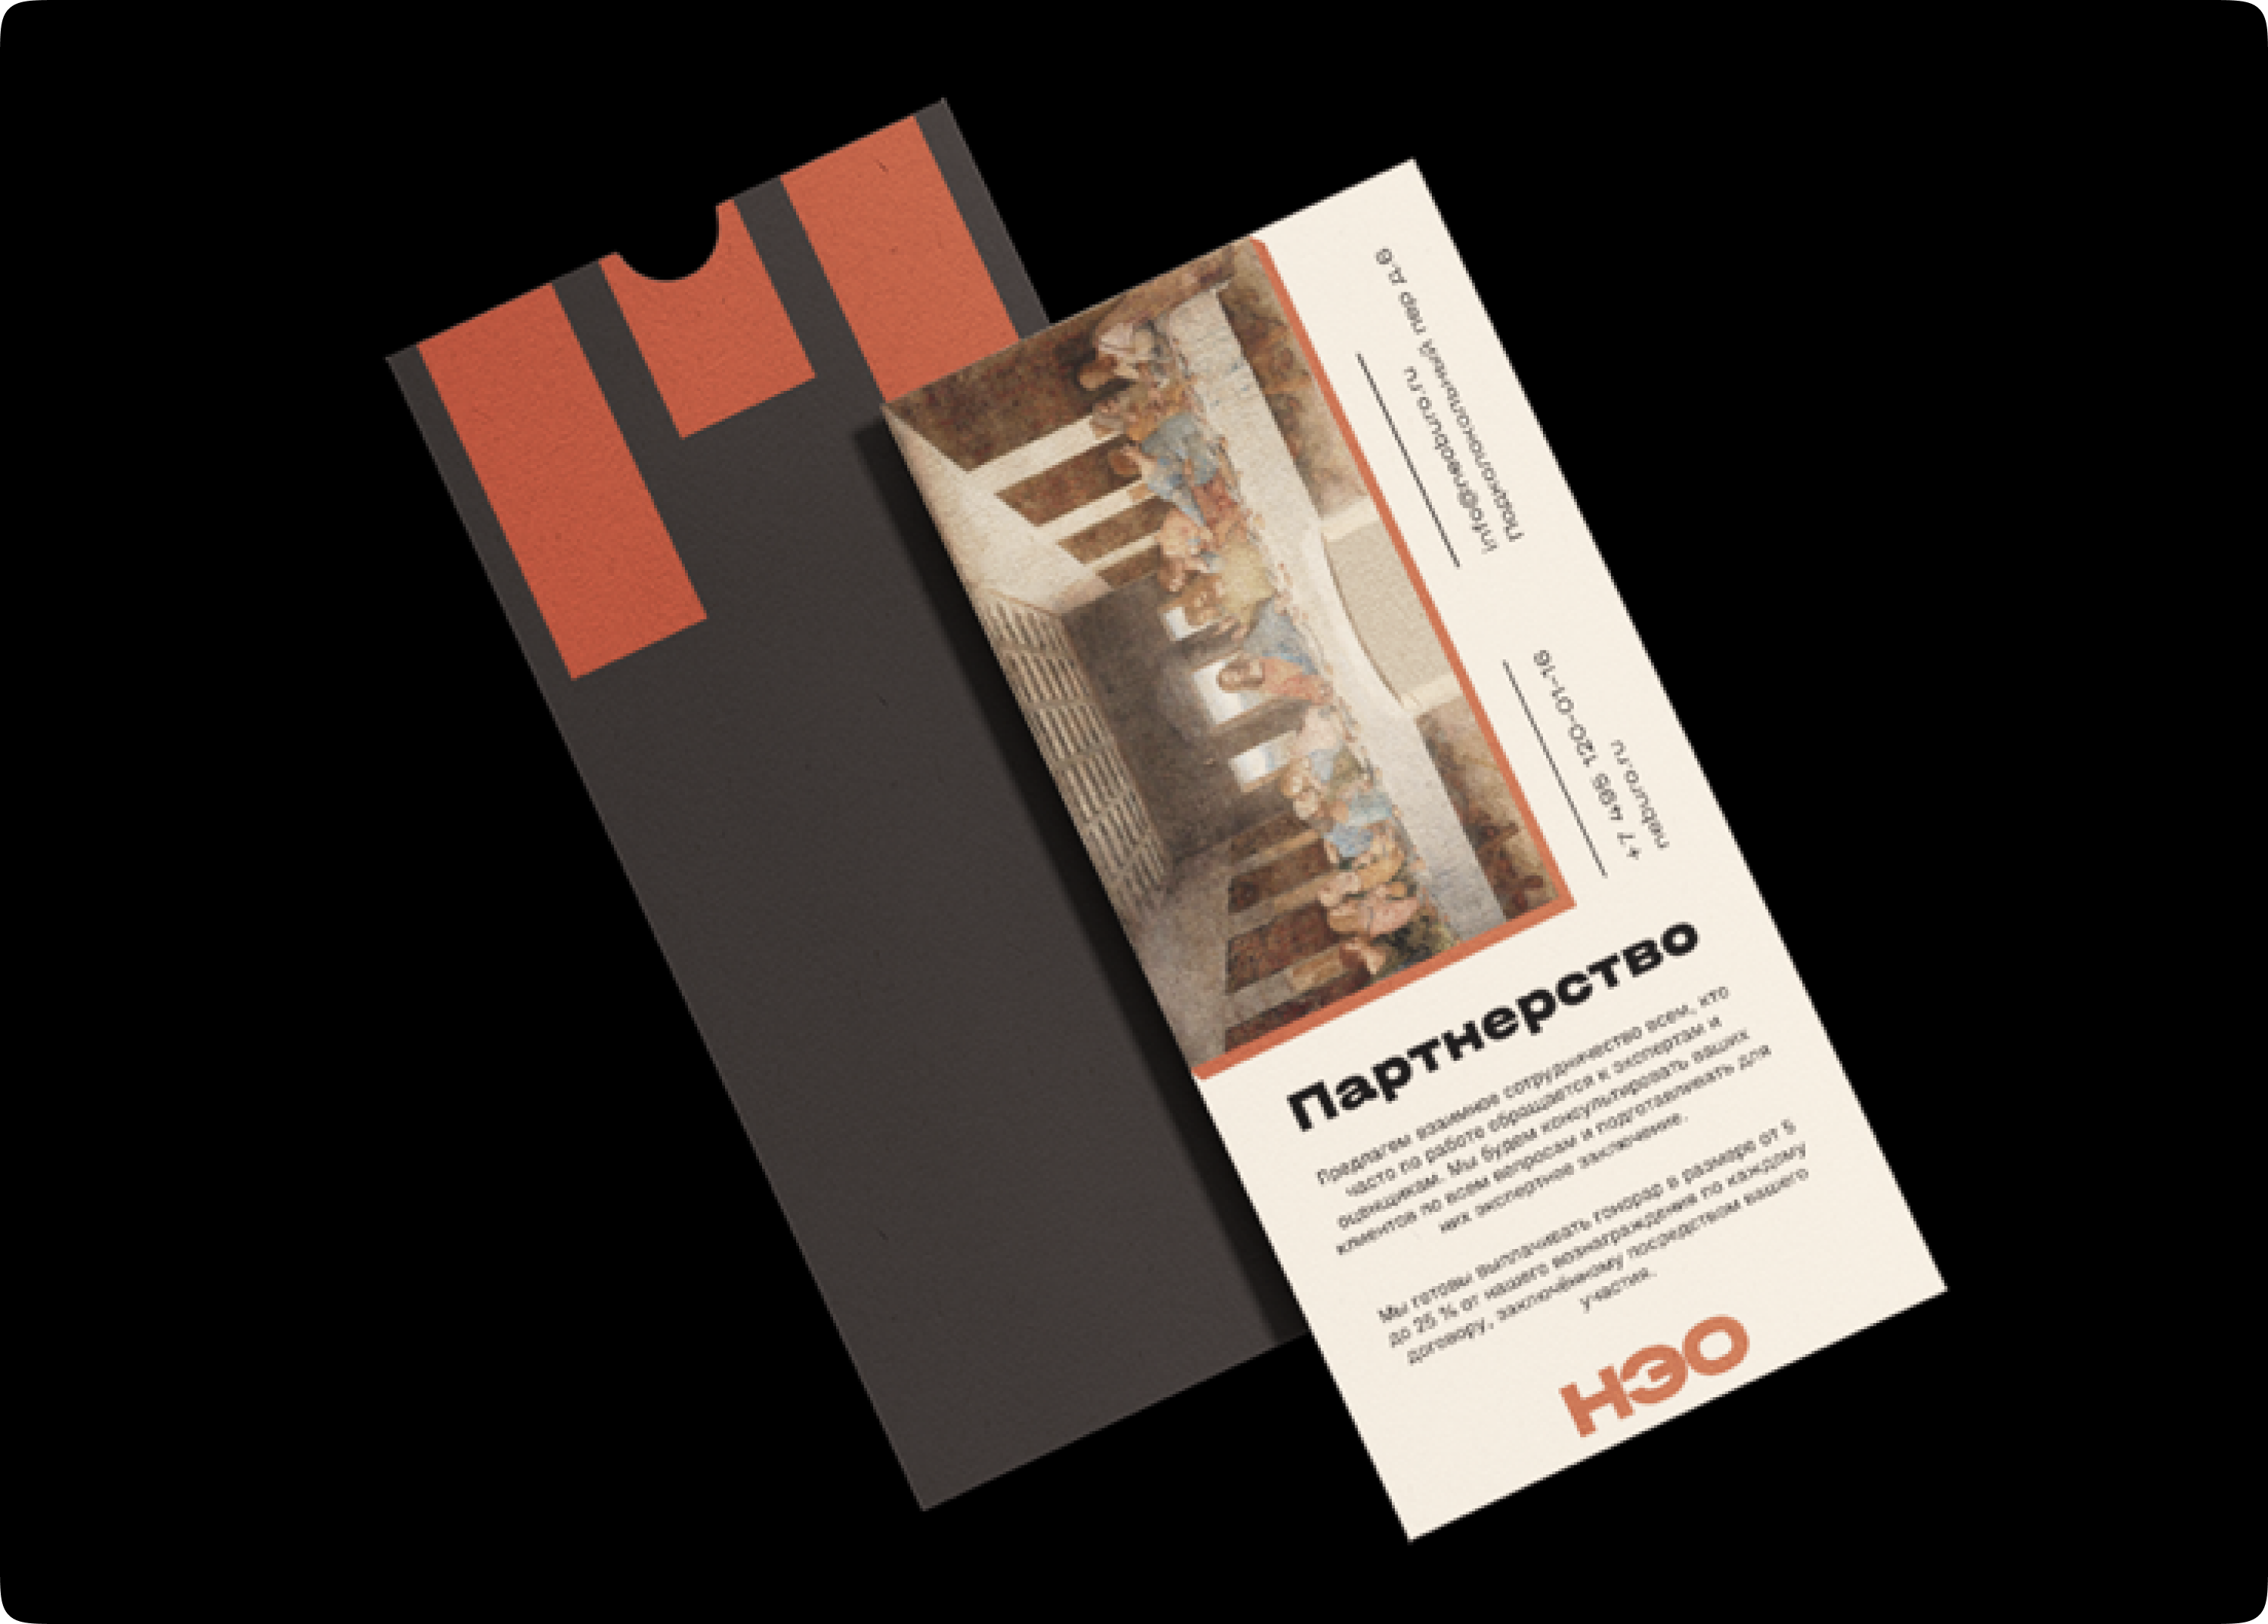 Подколокольный пер д.6
info@neoburo.ru
+7 495 120-01-16
neburo.ru
Партнерство
Предлагем взаимное сотрудничество всем, кто
часто по работе обращается к экспертам и
оценщикам. Мы будем консультировать ваших
клиентов по всем вопросам и подготавливать для
них экспертное заключение.
Мы готовы выплачивать гонорар в размере от 5
до 25 % от нашего вознаграждения по каждому
договору, заключённому посредством вашего
участия.
НЭО